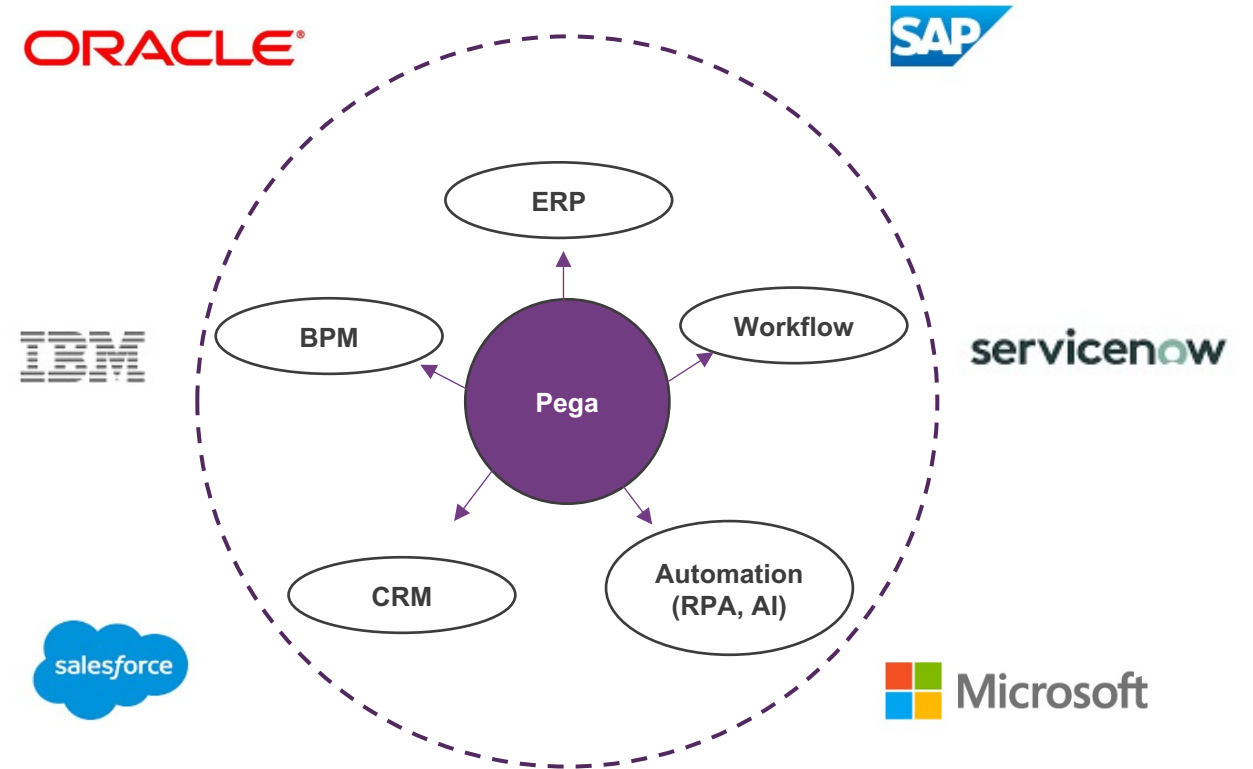 ORACLE®
SAP
ERP
BPM
Workflow
IBM
servicenow
Pega
CRM
Automation
(RPA, AI)
salesforce
Microsoft